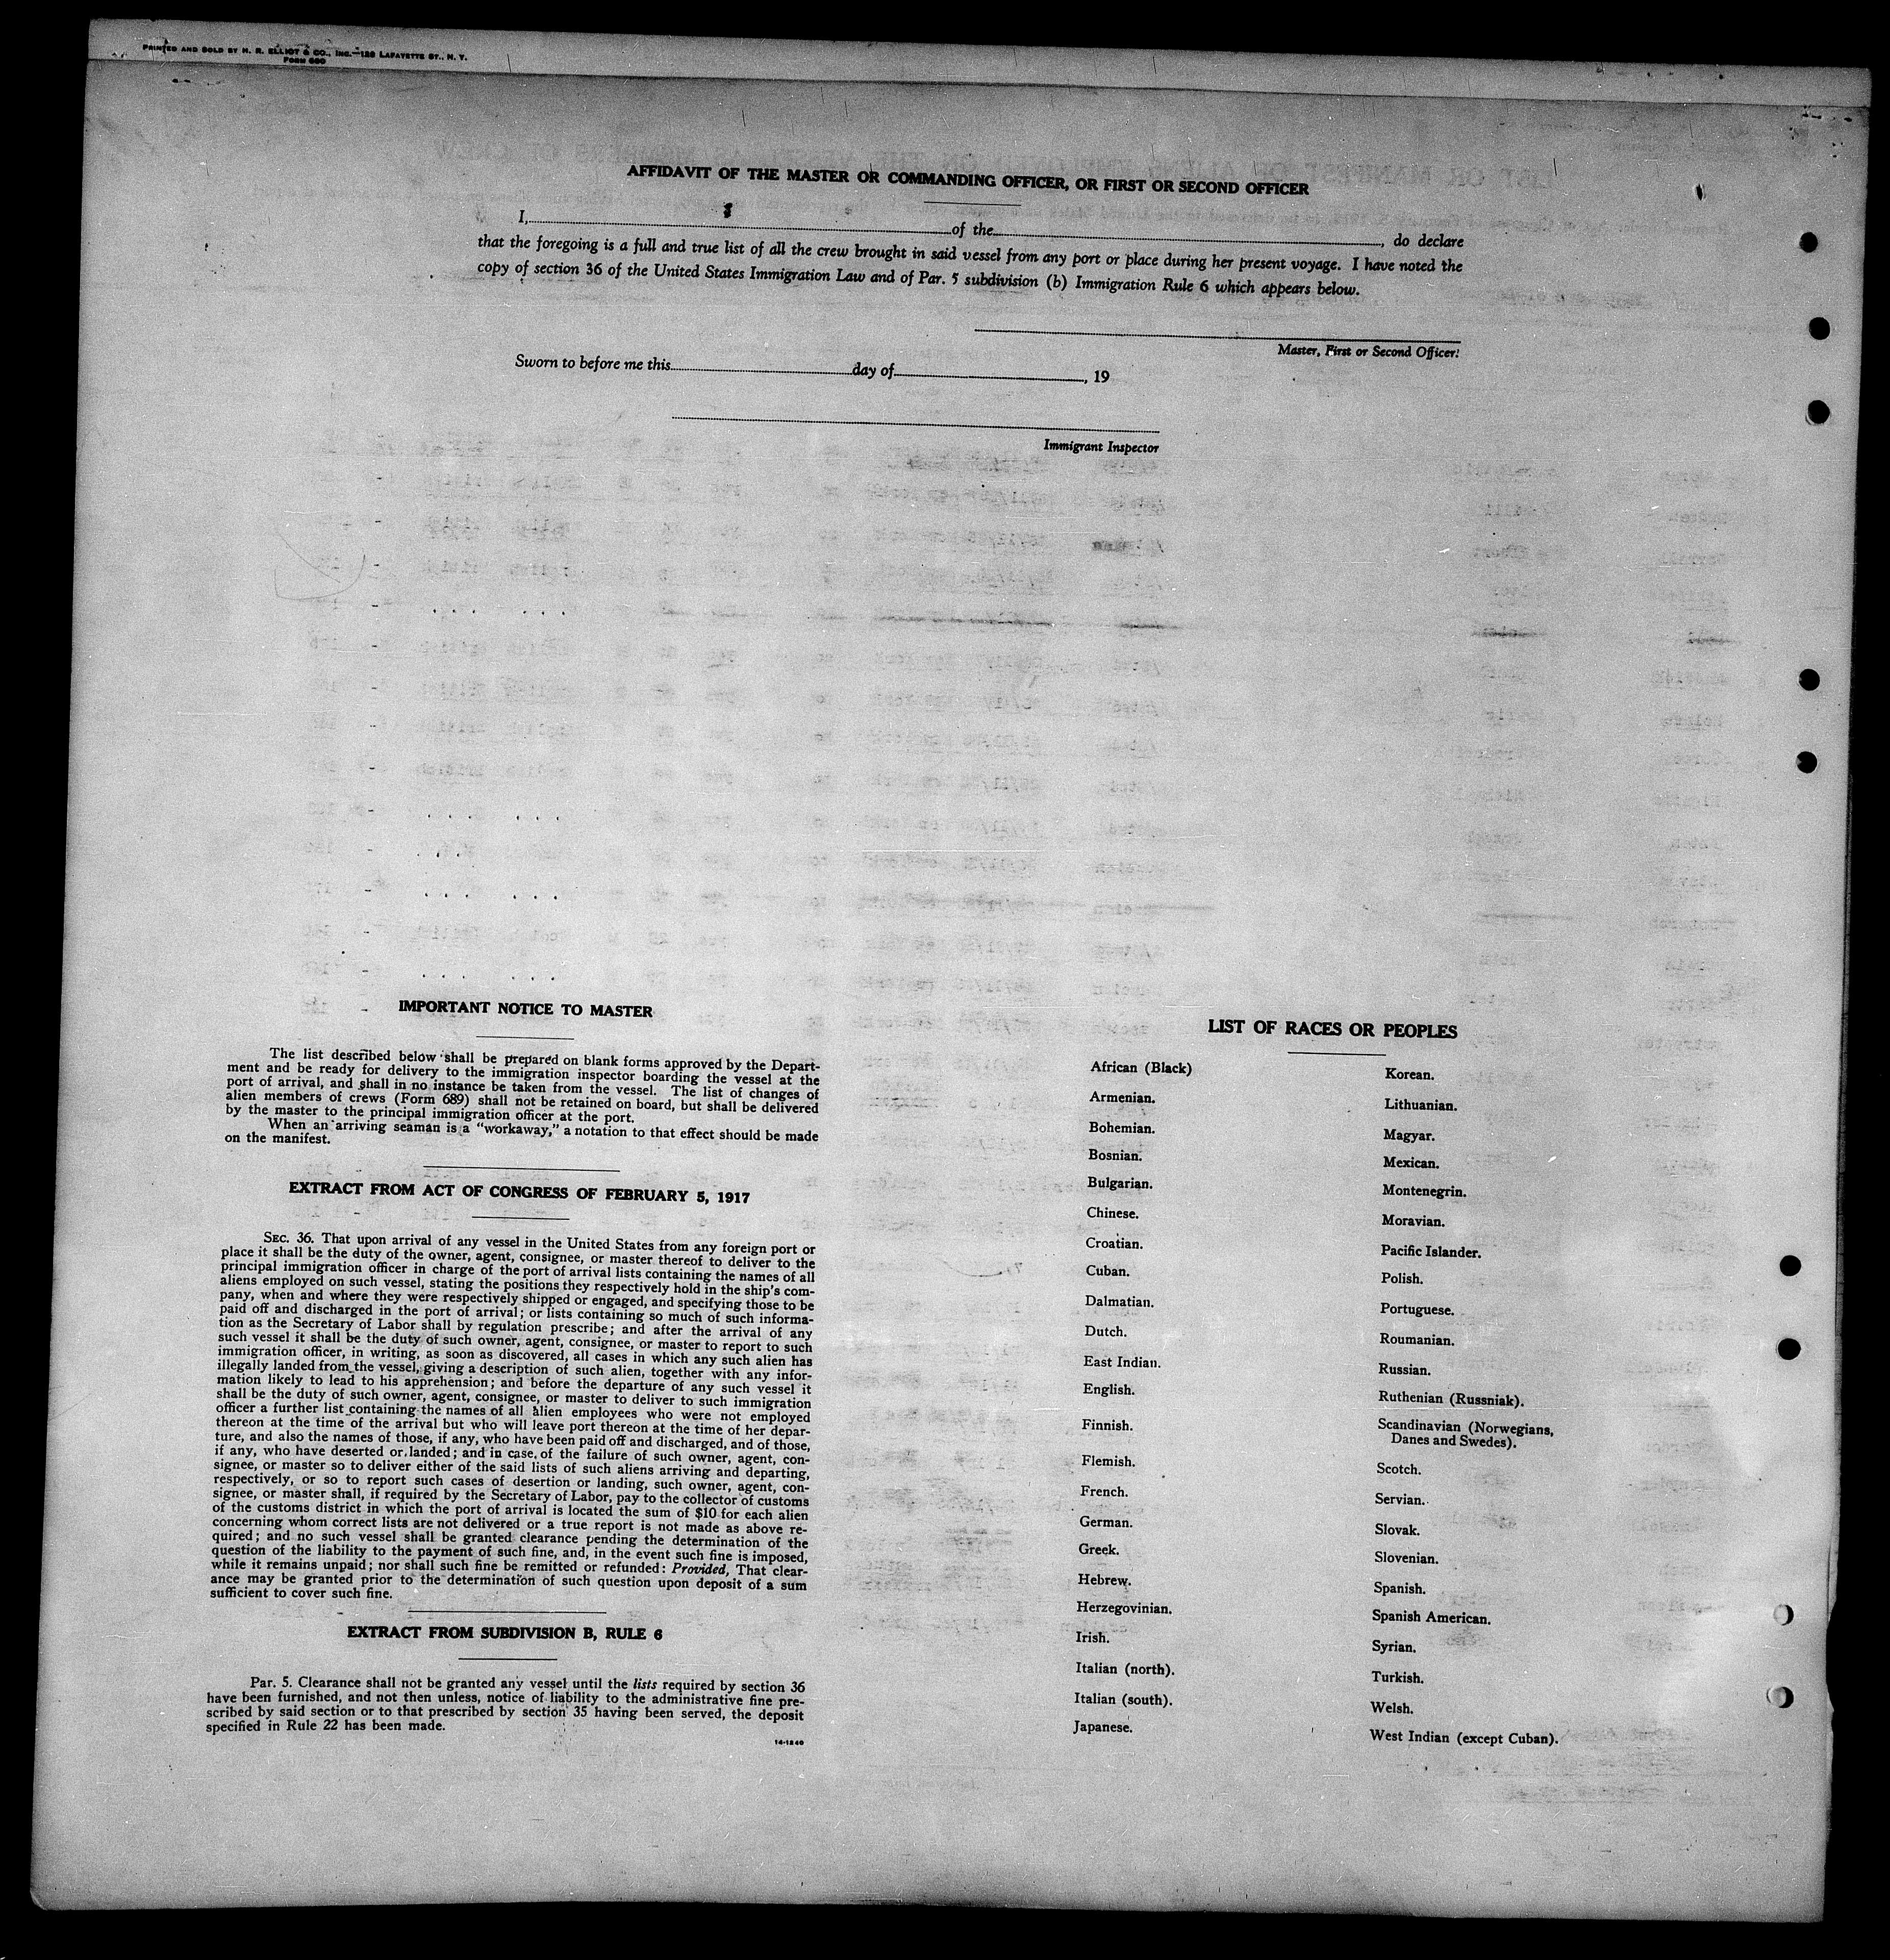 PRINTED AND SOLD BY H. R. ELLIOT & CO., INC.—129 LAFAYETTE ST., N. Y.
FORM 680
AFFIDAVIT OF THE MASTER OR COMMANDING OFFICER, OR FIRST OR SECOND OFFICER
I, of the , do declare
that the foregoing is a full and true list of all the crew brought in said vessel from any port or place during her present voyage. I have noted the
copy of section 36 of the United States Immigration Law and of Par. 5 subdivision (b) Immigration Rule 6 which appears below.
Master, First or Second Officer.
Sworn to before me this day of , 19
Immigrant Inspector
IMPORTANT NOTICE TO MASTER
The list described below shall be prepared on blank forms approved by the Depart-
ment and be ready for delivery to the immigration inspector boarding the vessel at the
port of arrival, and shall in no instance be taken from the vessel. The list of changes of
alien members of crews (Form 689) shall not be retained on board, but shall be delivered
by the master to the principal immigration officer at the port.
When an arriving seaman is a "workaway," a notation to that effect should be made
on the manifest.
EXTRACT FROM ACT OF CONGRESS OF FEBRUARY 5, 1917
SEC. 36. That upon arrival of any vessel in the United States from any foreign port or
place it shall be the duty of the owner, agent, consignee, or master thereof to deliver to the
principal immigration officer in charge of the port of arrival lists containing the names of all
aliens employed on such vessel, stating the positions they respectively hold in the ship's com-
pany, when and where they were respectively shipped or engaged, and specifying those to be
paid off and discharged in the port of arrival; or lists containing so much of such informa-
tion as the Secretary of Labor shall by regulation prescribe; and after the arrival of any
such vessel it shall be the duty of such owner, agent, consignee, or master to report to such
immigration officer, in writing, as soon as discovered, all cases in which any such alien has
illegally landed from the vessel, giving a description of such alien, together with any infor-
mation likely to lead to his apprehension; and before the departure of any such vessel it
shall be the duty of such owner, agent, consignee, or master to deliver to such immigration
officer a further list containing the names of all alien employees who were not employed
thereon at the time of the arrival but who will leave port thereon at the time of her depar-
ture, and also the names of those, if any, who have been paid off and discharged, and of those,
if any, who have deserted or landed; and in case of the failure of such owner, agent, con-
signee, or master so to deliver either of the said lists of such aliens arriving and departing,
respectively, or so to report such cases of desertion or landing, such owner, agent, con-
signee, or master shall, if required by the Secretary of Labor, pay to the collector of customs
of the customs district in which the port of arrival is located the sum of $10 for each alien
concerning whom correct lists are not delivered or a true report is not made as above re-
quired; and no such vessel shall be granted clearance pending the determination of the
question of the liability to the payment of such fine, and, in the event such fine is imposed,
while it remains unpaid; nor shall such fine be remitted or refunded: Provided, That clear-
ance may be granted prior to the determination of such question upon deposit of a sum
sufficient to cover such fine.
EXTRACT FROM SUBDIVISION B, RULE 6
Par. 5. Clearance shall not be granted any vessel until the lists required by section 36
have been furnished, and not then unless, notice of liability to the administrative fine pre-
scribed by said section or to that prescribed by section 35 having been served, the deposit
specified in Rule 22 has been made.
14-1240
LIST OF RACES OR PEOPLES
African (Black)
Armenian.
Bohemian.
Bosnian.
Bulgarian.
Chinese.
Croatian.
Cuban.
Dalmatian.
Dutch.
East Indian.
English.
Finnish.
Flemish.
French.
German.
Greek.
Hebrew.
Herzegovinian.
Irish.
Italian (north).
Italian (south).
Japanese.
Korean.
Lithuanian.
Magyar.
Mexican.
Montenegrin.
Moravian.
Pacific Islander.
Polish.
Portuguese.
Roumanian.
Russian.
Ruthenian (Russniak).
Scandinavian (Norwegians,
Danes and Swedes).
Scotch.
Servian.
Slovak.
Slovenian.
Spanish.
Spanish American.
Syrian.
Turkish.
Welsh.
West Indian (except Cuban).